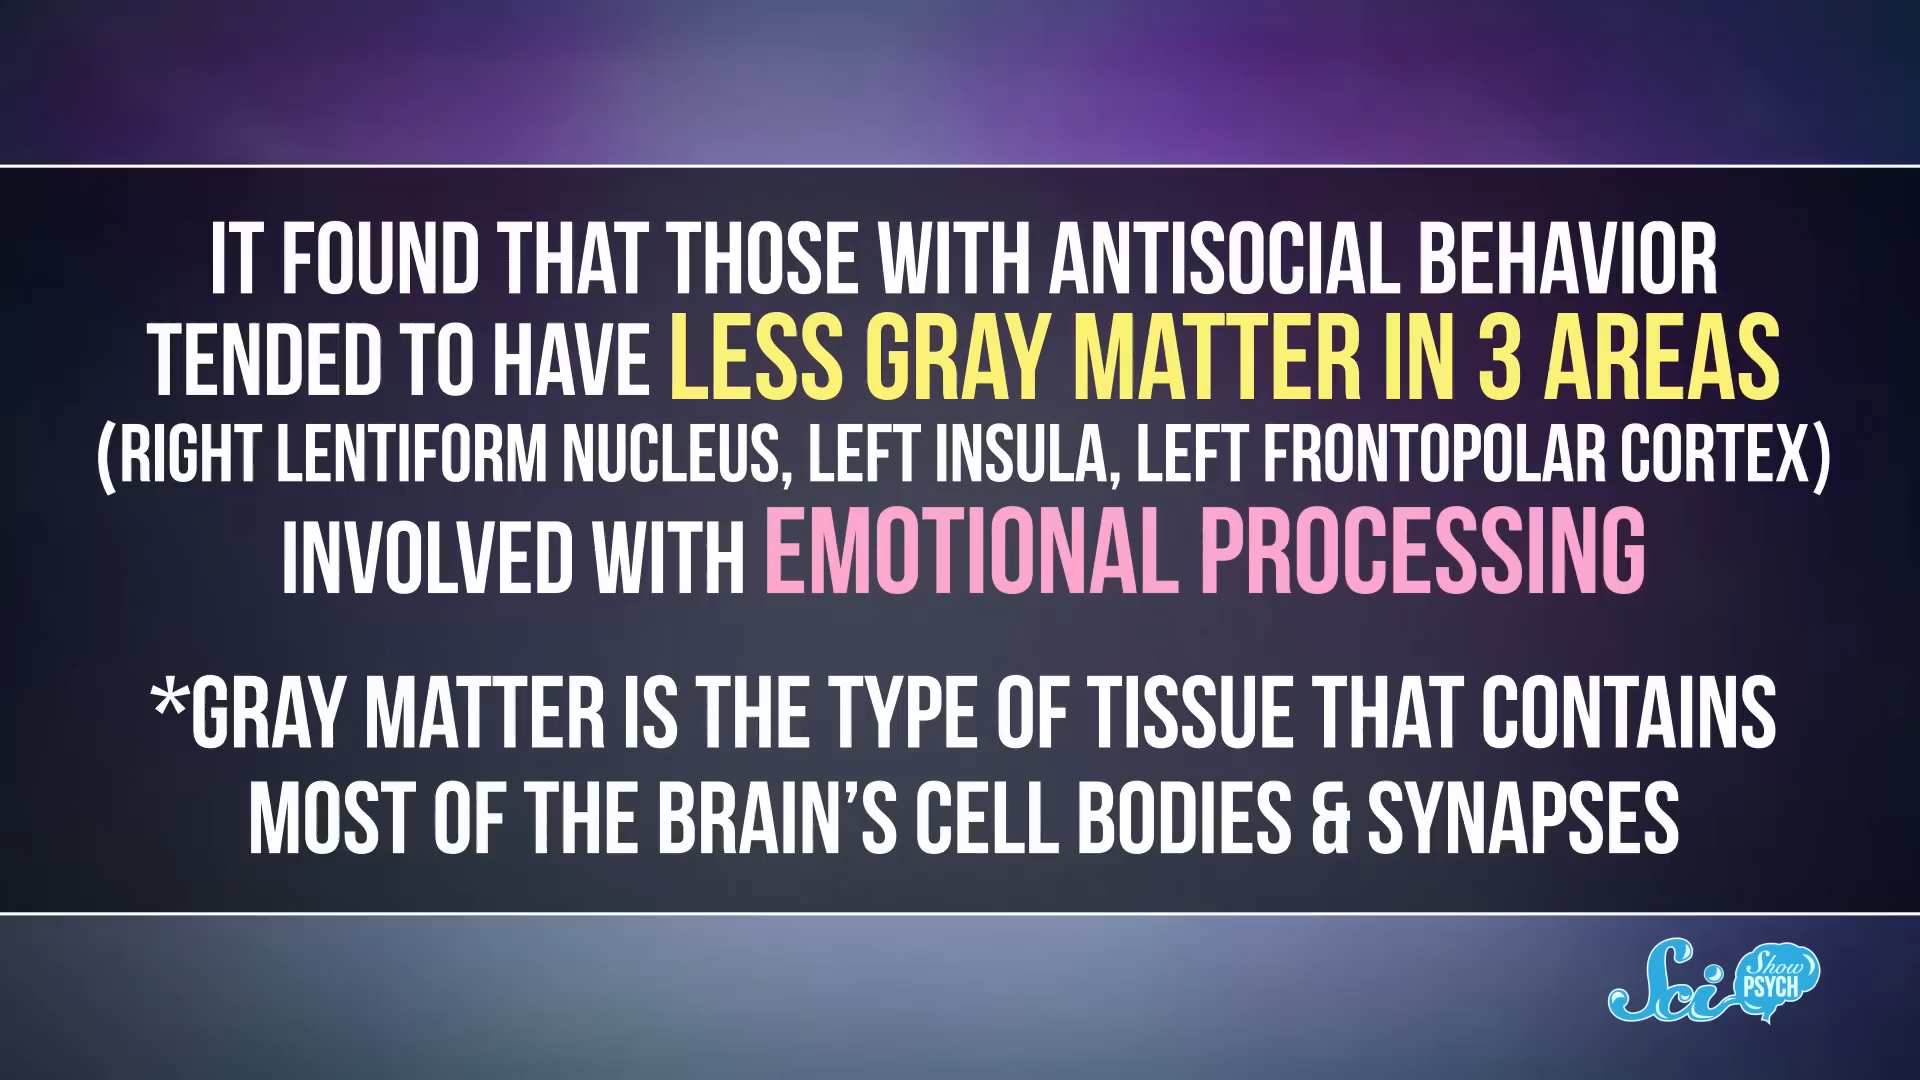 IT FOUND THAT THOSE WITH ANTISOCIAL BEHAVIOR
TENDED TO HAVE LESS GRAY MATTER IN 3 AREAS
(RIGHT LENTIFORM NUCLEUS, LEFT INSULA, LEFT FRONTOPOLAR CORTEX)
INVOLVED WITH EMOTIONAL PROCESSING
*GRAY MATTER IS THE TYPE OF TISSUE THAT CONTAINS
MOST OF THE BRAIN’S CELL BODIES & SYNAPSES
Sci Show
PSYCH